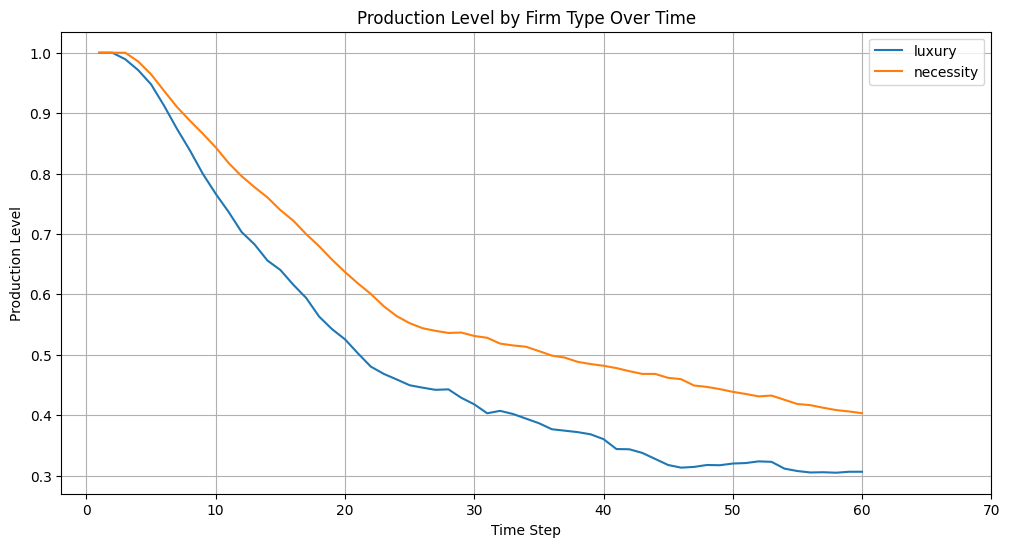 Production Level by Firm Type Over Time
luxury
necessity
Production Level
1.0
0.9
0.8
0.7
0.6
0.5
0.4
0.3
0 10 20 30 40 50 60 70
Time Step